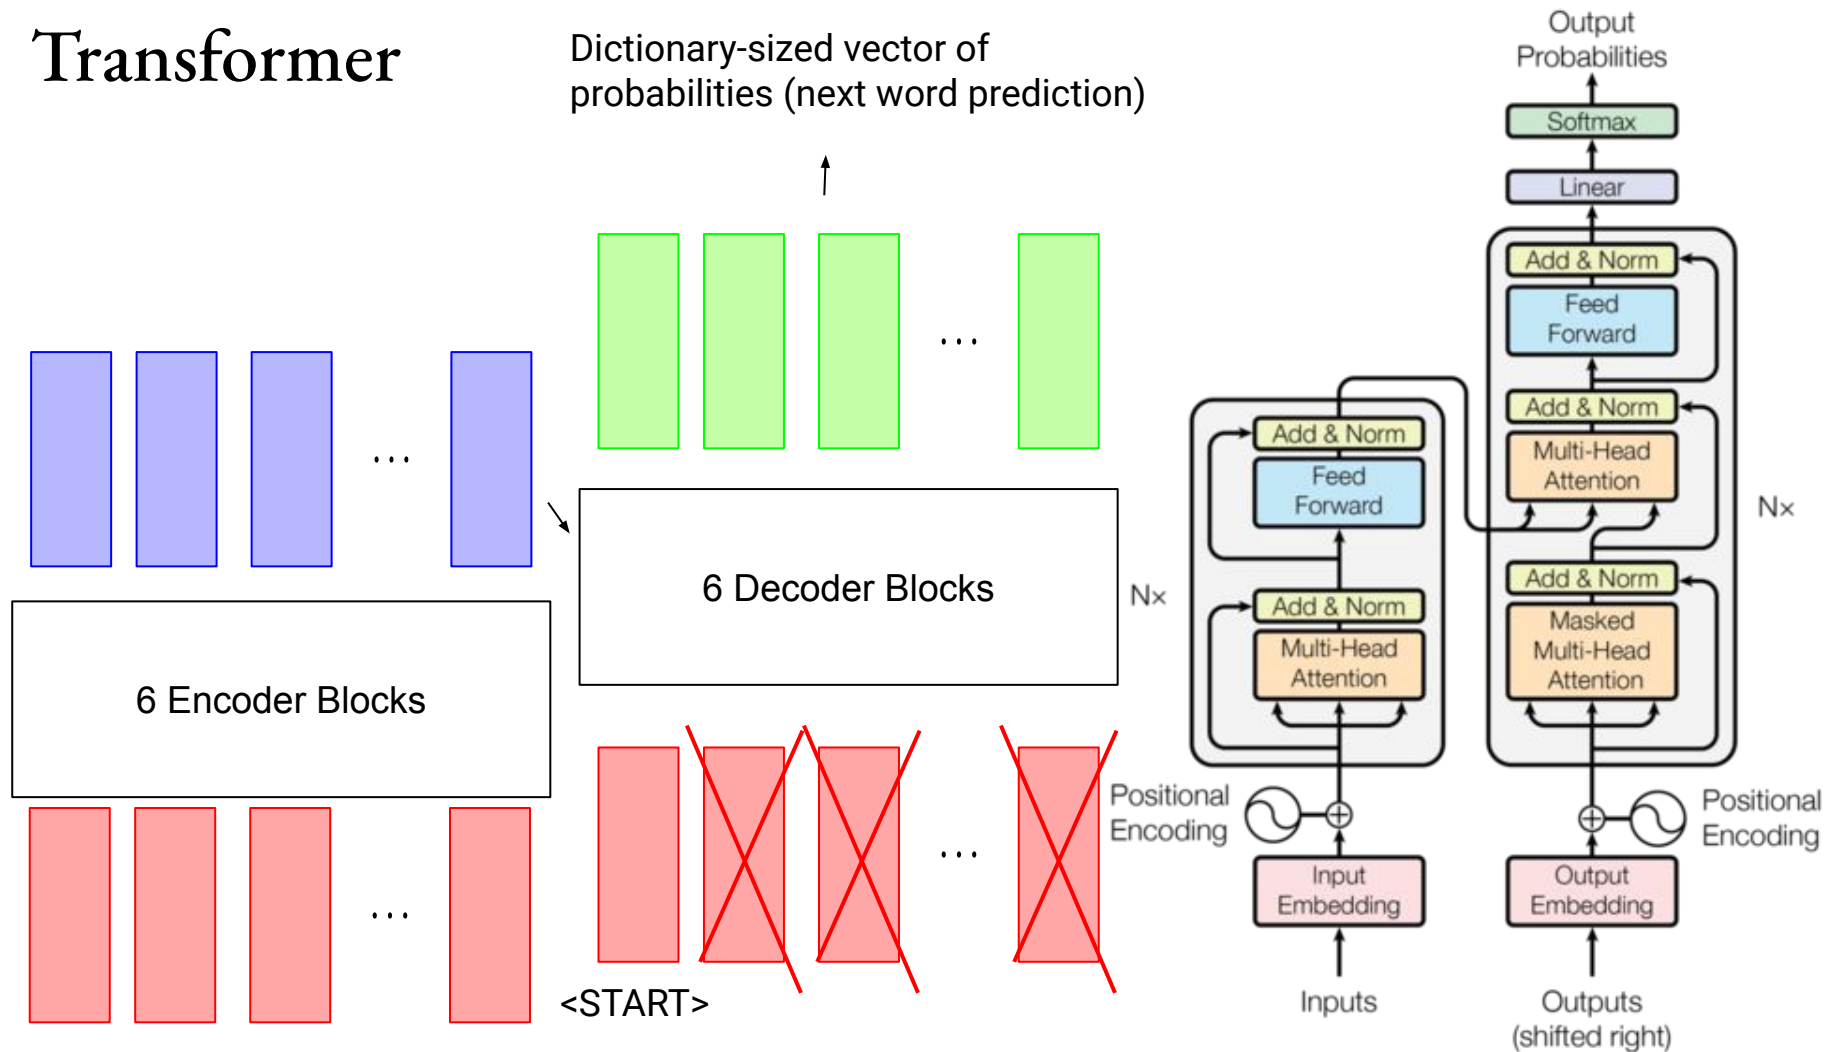 Transformer
Dictionary-sized vector of
probabilities (next word prediction)
...
...
6 Decoder Blocks
6 Encoder Blocks
...
...
<START>
Output
Probabilities
Softmax
Linear
Add & Norm
Feed
Forward
Add & Norm
Multi-Head
Attention
Nx
Add & Norm
Masked
Multi-Head
Attention
Add & Norm
Feed
Forward
Nx
Add & Norm
Multi-Head
Attention
Positional
Encoding
Positional
Encoding
Input
Embedding
Output
Embedding
Inputs
Outputs
(shifted right)